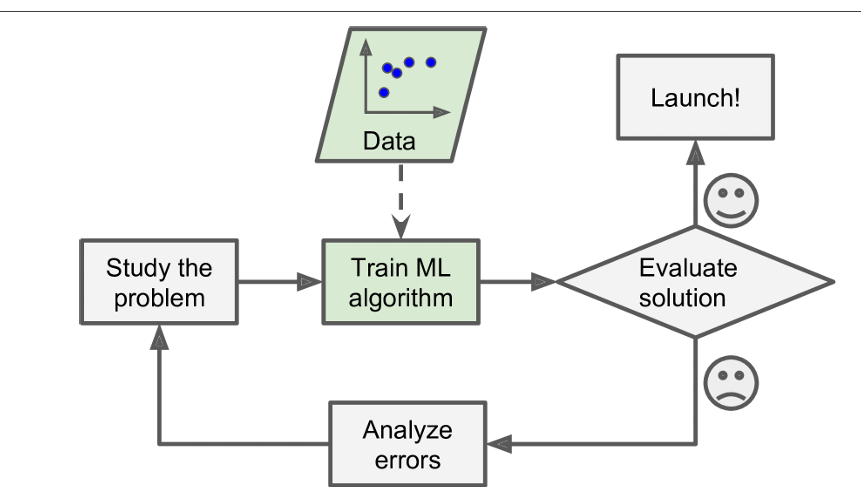 Data
Launch!
Study the
problem
Train ML
algorithm
Evaluate
solution
Analyze
errors